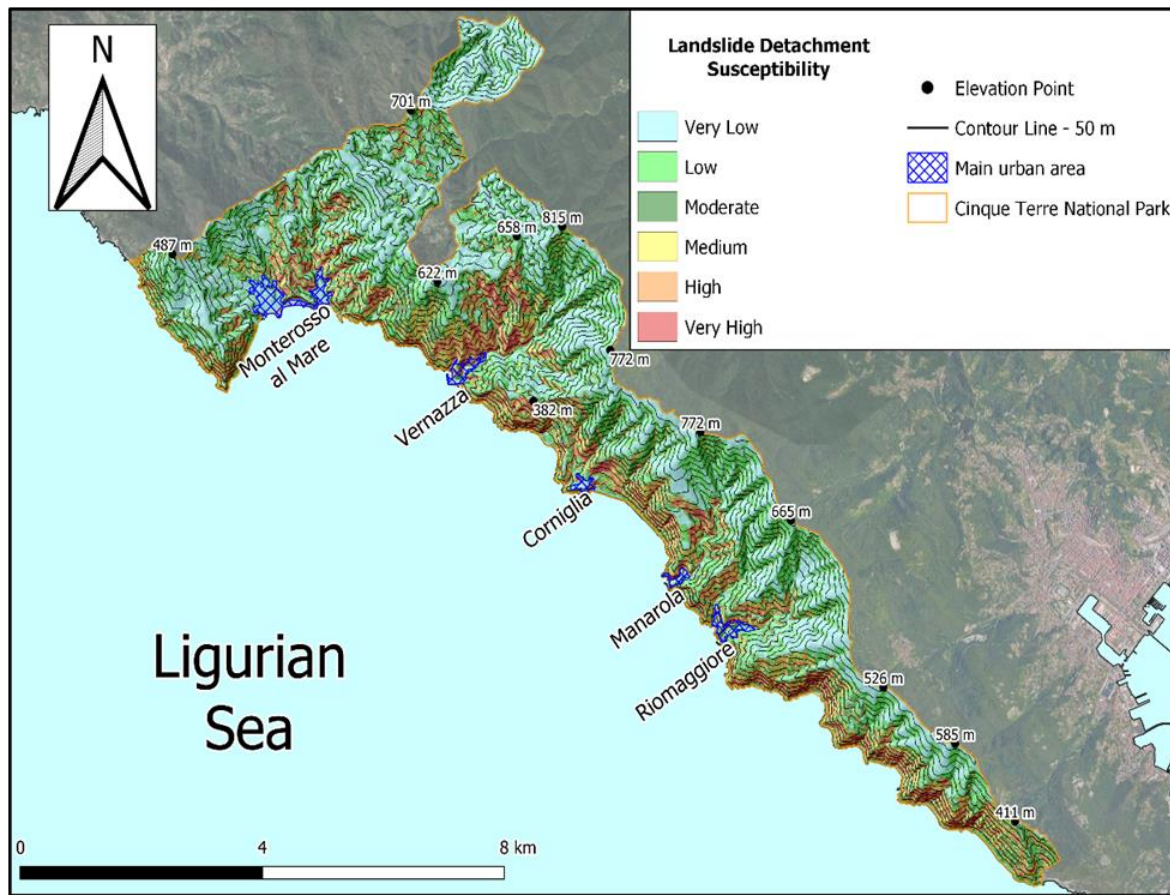 N
Landslide Detachment
Susceptibility
Very Low
Low
Moderate
Medium
High
Very High
Elevation Point
Contour Line - 50 m
Main urban area
Cinque Terre National Park
701 m
815 m
658 m
487 m
622 m
Monterosso
al Mare
772 m
Vernazza
382 m
772 m
Corniglia
665 m
Manarola
Riomaggiore
Ligurian
Sea
526 m
585 m
411 m
0
4
8 km